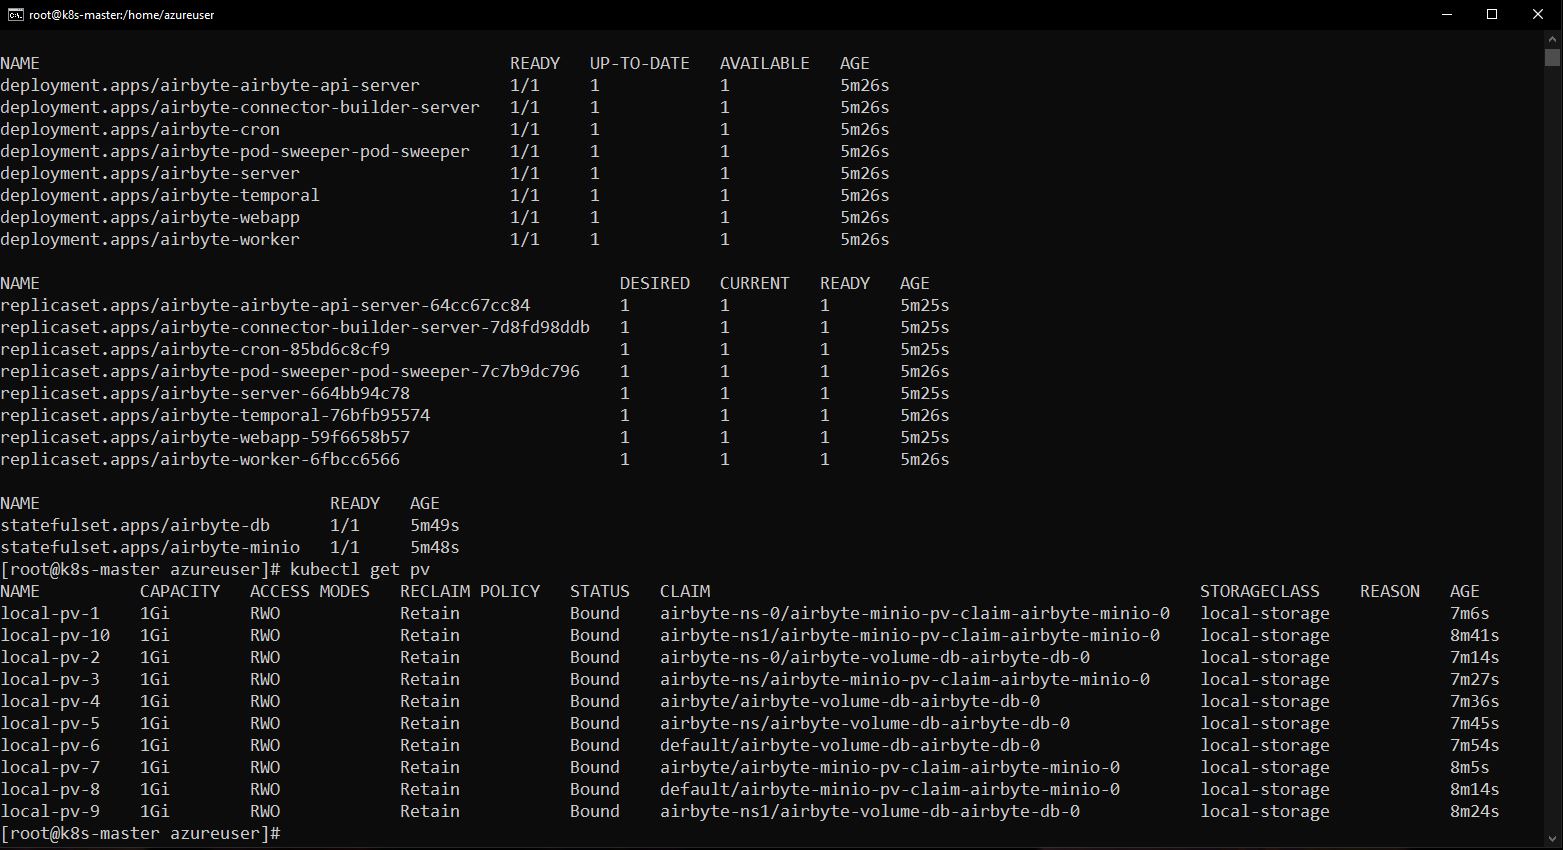 root@k8s-master:/home/azureuser
NAME READY UP-TO-DATE AVAILABLE AGE
deployment.apps/airbyte-airbyte-api-server 1/1 1 1 5m26s
deployment.apps/airbyte-connector-builder-server 1/1 1 1 5m26s
deployment.apps/airbyte-cron 1/1 1 1 5m26s
deployment.apps/airbyte-pod-sweeper-pod-sweeper 1/1 1 1 5m26s
deployment.apps/airbyte-server 1/1 1 1 5m26s
deployment.apps/airbyte-temporal 1/1 1 1 5m26s
deployment.apps/airbyte-webapp 1/1 1 1 5m26s
deployment.apps/airbyte-worker 1/1 1 1 5m26s
NAME DESIRED CURRENT READY AGE
replicaset.apps/airbyte-airbyte-api-server-64cc67cc84 1 1 1 5m25s
replicaset.apps/airbyte-connector-builder-server-7d8fd98ddb 1 1 1 5m25s
replicaset.apps/airbyte-cron-85bd6c8cf9 1 1 1 5m25s
replicaset.apps/airbyte-pod-sweeper-pod-sweeper-7c7b9dc796 1 1 1 5m26s
replicaset.apps/airbyte-server-664bb94c78 1 1 1 5m25s
replicaset.apps/airbyte-temporal-76bfb95574 1 1 1 5m26s
replicaset.apps/airbyte-webapp-59f6658b57 1 1 1 5m25s
replicaset.apps/airbyte-worker-6fbcc6566 1 1 1 5m26s
NAME READY AGE
statefulset.apps/airbyte-db 1/1 5m49s
statefulset.apps/airbyte-minio 1/1 5m48s
[root@k8s-master azureuser]# kubectl get pv
NAME CAPACITY ACCESS MODES RECLAIM POLICY STATUS CLAIM STORAGECLASS REASON AGE
local-pv-1 1Gi RWO Retain Bound airbyte-ns-0/airbyte-minio-pv-claim-airbyte-minio-0 local-storage 7m6s
local-pv-10 1Gi RWO Retain Bound airbyte-ns1/airbyte-minio-pv-claim-airbyte-minio-0 local-storage 8m41s
local-pv-2 1Gi RWO Retain Bound airbyte-ns-0/airbyte-volume-db-airbyte-db-0 local-storage 7m14s
local-pv-3 1Gi RWO Retain Bound airbyte-ns/airbyte-minio-pv-claim-airbyte-minio-0 local-storage 7m27s
local-pv-4 1Gi RWO Retain Bound airbyte/airbyte-volume-db-airbyte-db-0 local-storage 7m36s
local-pv-5 1Gi RWO Retain Bound airbyte-ns/airbyte-volume-db-airbyte-db-0 local-storage 7m45s
local-pv-6 1Gi RWO Retain Bound default/airbyte-volume-db-airbyte-db-0 local-storage 7m54s
local-pv-7 1Gi RWO Retain Bound airbyte/airbyte-minio-pv-claim-airbyte-minio-0 local-storage 8m5s
local-pv-8 1Gi RWO Retain Bound default/airbyte-minio-pv-claim-airbyte-minio-0 local-storage 8m14s
local-pv-9 1Gi RWO Retain Bound airbyte-ns1/airbyte-volume-db-airbyte-db-0 local-storage 8m24s
[root@k8s-master azureuser]#